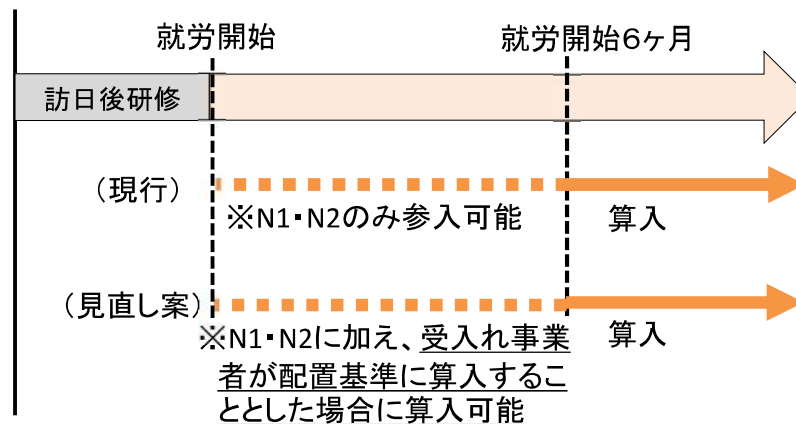 就労開始
就労開始6ヶ月
訪日後研修
（現行）
※N1・N2のみ参入可能
算入
（見直し案）
※N1・N2に加え、受入れ事業
者が配置基準に算入するこ
ととした場合に算入可能
算入